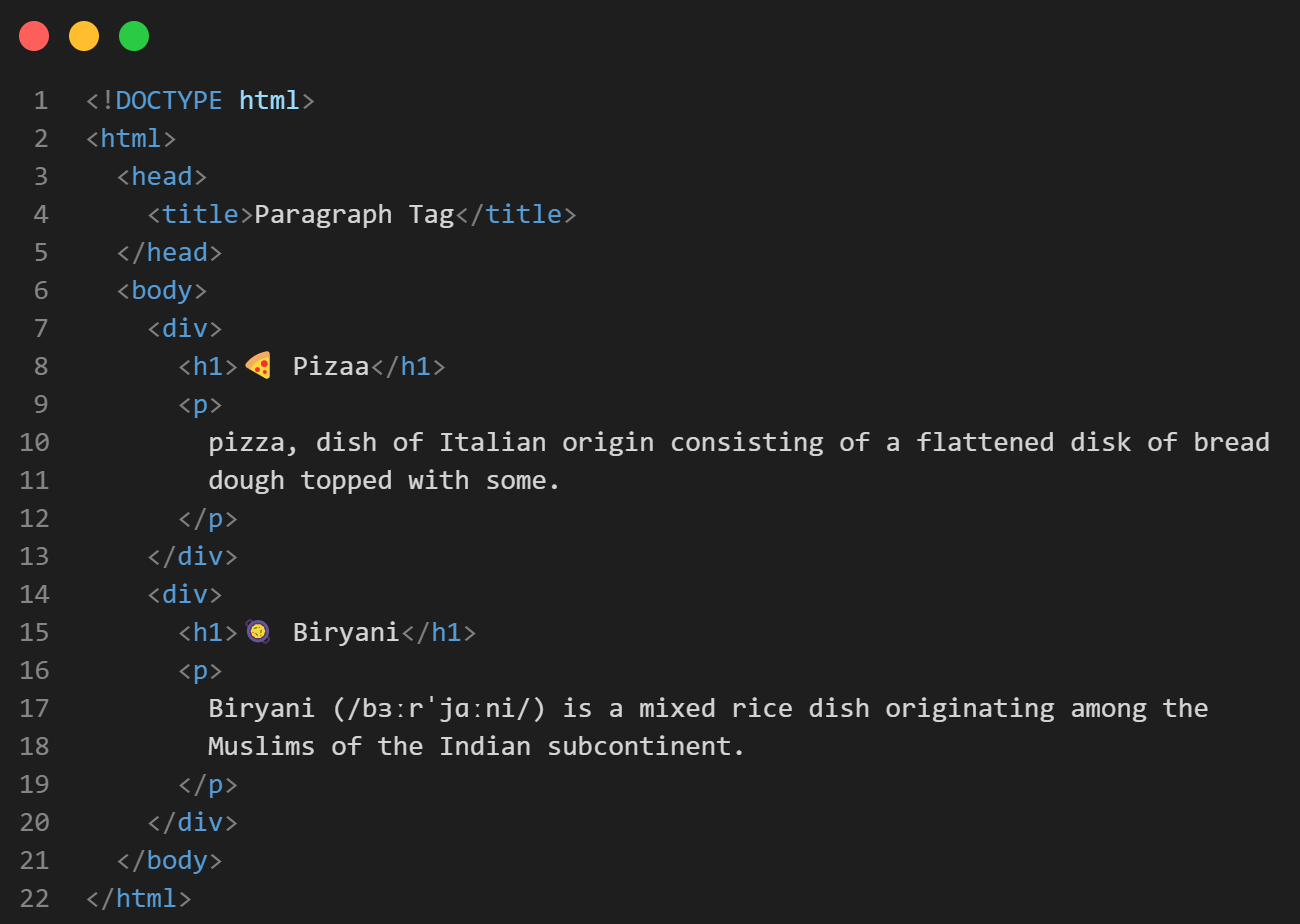 1 <!DOCTYPE html>
2 <html>
3   <head>
4     <title>Paragraph Tag</title>
5   </head>
6   <body>
7     <div>
8       <h1>🍕 Pizaa</h1>
9       <p>
10         pizza, dish of Italian origin consisting of a flattened disk of bread
11         dough topped with some.
12       </p>
13     </div>
14     <div>
15       <h1>🥘 Biryani</h1>
16       <p>
17         Biryani (/bɜːrˈjɑːni/) is a mixed rice dish originating among the
18         Muslims of the Indian subcontinent.
19       </p>
20     </div>
21   </body>
22 </html>